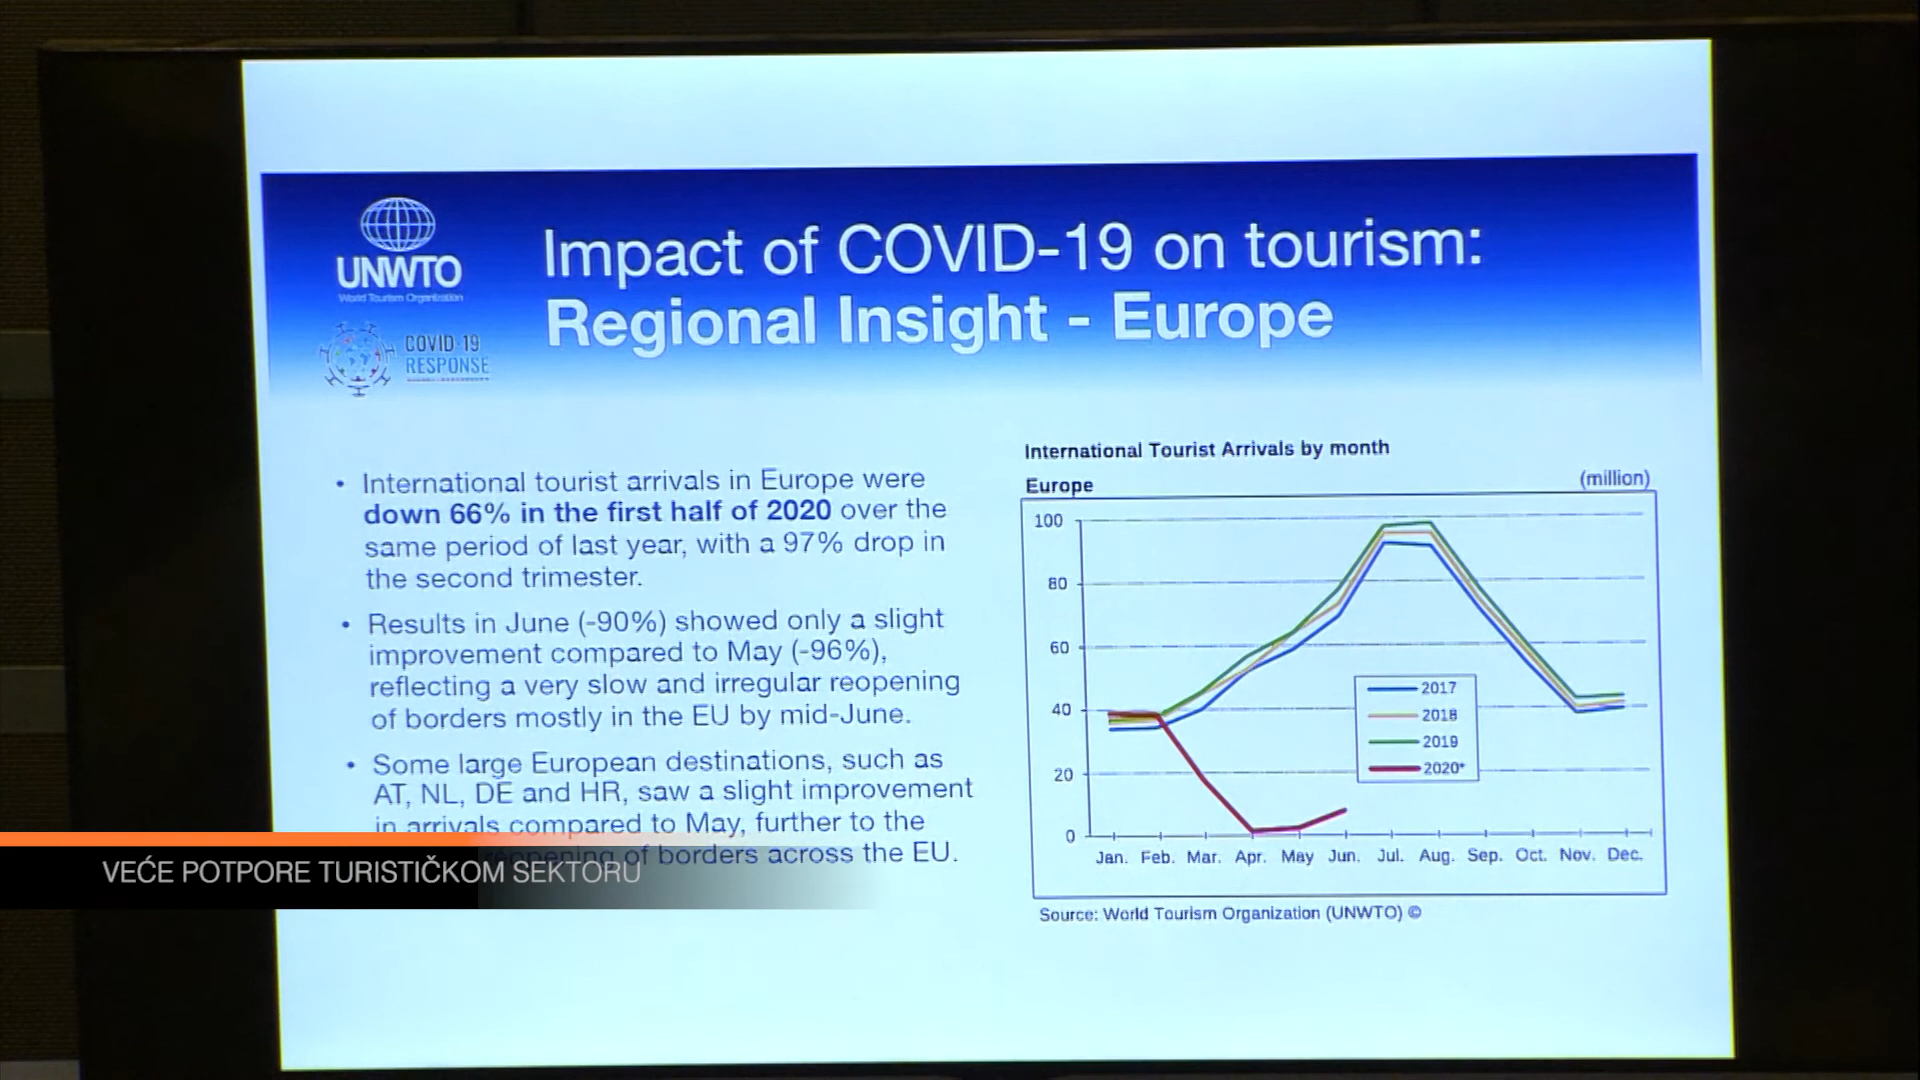 UNWTO
World Tourism Organization
COVID-19
RESPONSE
Impact of COVID-19 on tourism:
Regional Insight - Europe
• International tourist arrivals in Europe were
down 66% in the first half of 2020 over the
same period of last year, with a 97% drop in
the second trimester.
• Results in June (-90%) showed only a slight
improvement compared to May (-96%),
reflecting a very slow and irregular reopening
of borders mostly in the EU by mid-June.
• Some large European destinations, such as
AT, NL, DE and HR, saw a slight improvement
in arrivals compared to May, further to the
reopening of borders across the EU.
International Tourist Arrivals by month
Europe
(million)
100
80
60
40
20
0
Jan. Feb. Mar. Apr. May Jun. Jul. Aug. Sep. Oct. Nov. Dec.
2017
2018
2019
2020*
Source: World Tourism Organization (UNWTO) ©
VEĆE POTPORE TURISTIČKOM SEKTORU